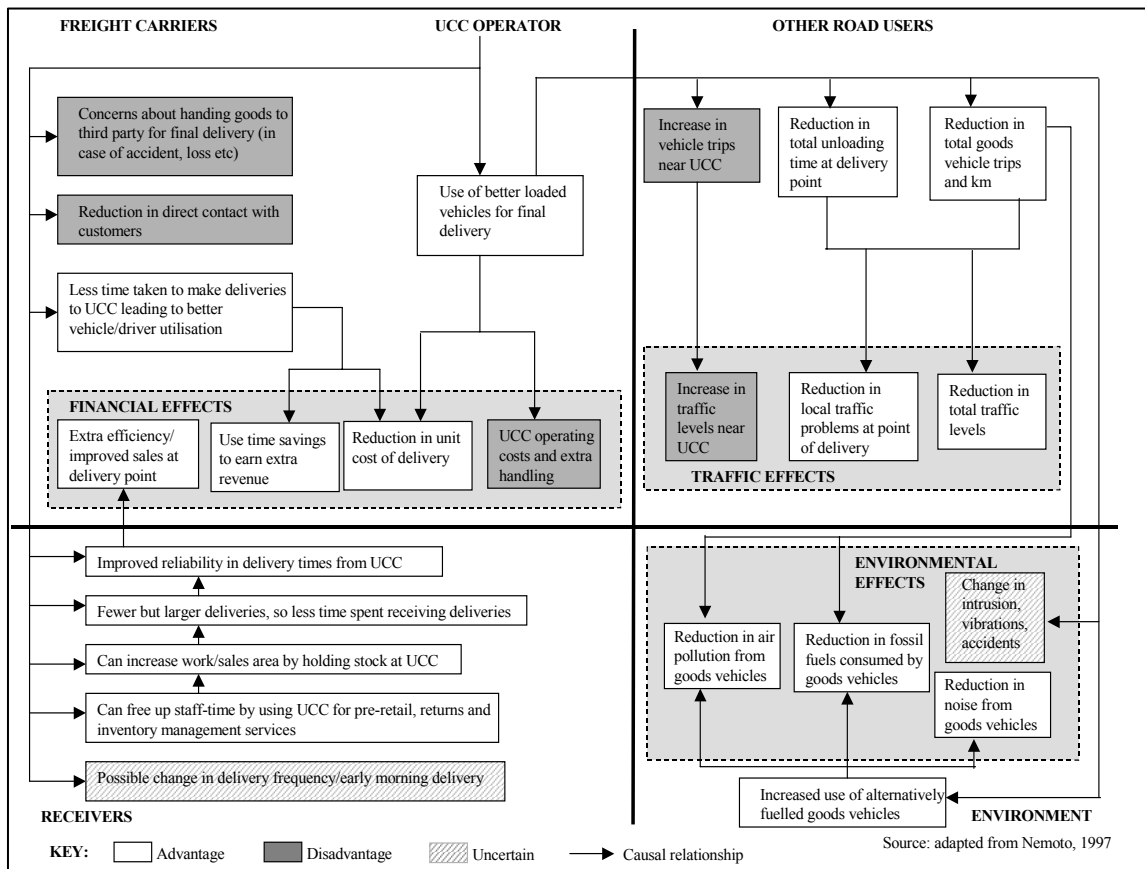 FREIGHT CARRIERS
UCC OPERATOR
OTHER ROAD USERS
Concerns about handing goods to
third party for final delivery (in
case of accident, loss etc)
Reduction in direct contact with
customers
Less time taken to make deliveries
to UCC leading to better
vehicle/driver utilisation
Use of better loaded
vehicles for final
delivery
Increase in
vehicle trips
near UCC
Reduction in
total unloading
time at delivery
point
Reduction in
total goods
vehicle trips
and km
FINANCIAL EFFECTS
Extra efficiency/
improved sales at
delivery point
Use time savings
to earn extra
revenue
Reduction in unit
cost of delivery
UCC operating
costs and extra
handling
Increase in
traffic
levels near
UCC
Reduction in
local traffic
problems at point
of delivery
Reduction in
total traffic
levels
TRAFFIC EFFECTS
Improved reliability in delivery times from UCC
Fewer but larger deliveries, so less time spent receiving deliveries
Can increase work/sales area by holding stock at UCC
Can free up staff-time by using UCC for pre-retail, returns and
inventory management services
Possible change in delivery frequency/early morning delivery
RECEIVERS
ENVIRONMENTAL
EFFECTS
Change in
intrusion,
vibrations,
accidents
Reduction in air
pollution from
goods vehicles
Reduction in fossil
fuels consumed by
goods vehicles
Reduction in
noise from
goods vehicles
Increased use of alternatively
fuelled goods vehicles
ENVIRONMENT
KEY:
Advantage
Disadvantage
Uncertain
Causal relationship
Source: adapted from Nemoto, 1997